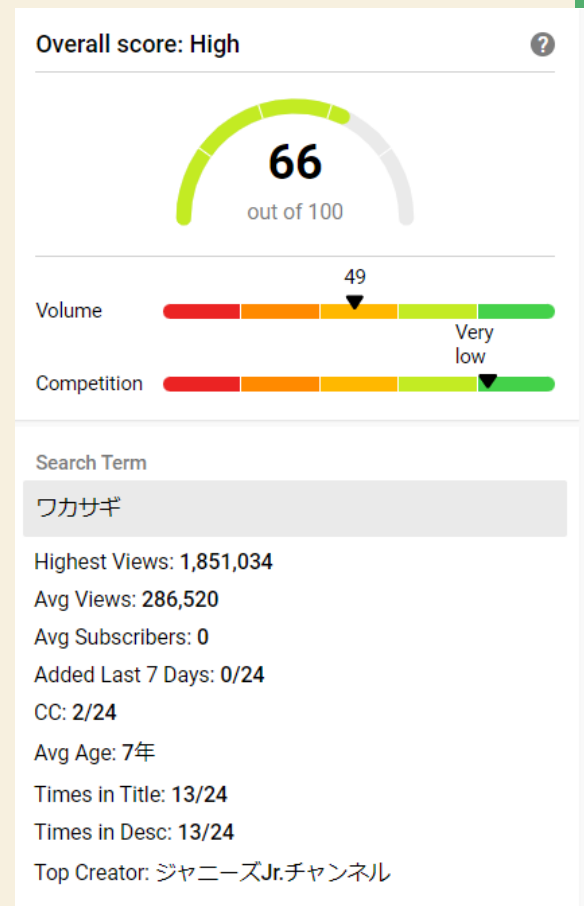 Overall score: High
?
66
out of 100
49
Volume
Very
low
Competition
Search Term
ワカサギ
Highest Views: 1,851,034
Avg Views: 286,520
Avg Subscribers: 0
Added Last 7 Days: 0/24
CC: 2/24
Avg Age: 7年
Times in Title: 13/24
Times in Desc: 13/24
Top Creator: ジャニーズJr.チャンネル